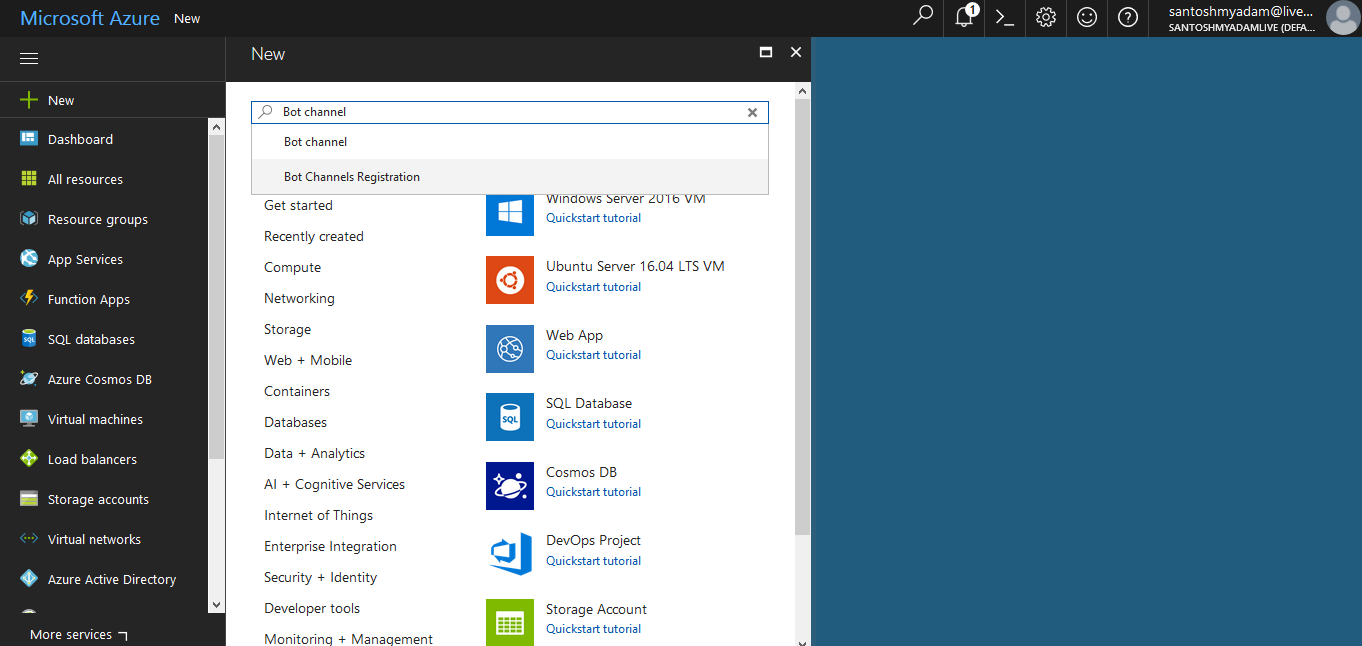 Microsoft Azure New
1
santoshmyadam@live...
SANTOSHMYADAMLIVE (DEFA...
New
Dashboard
All resources
Resource groups
App Services
Function Apps
SQL databases
Azure Cosmos DB
Virtual machines
Load balancers
Storage accounts
Virtual networks
Azure Active Directory
More services
New
Bot channel
Bot channel
Bot Channels Registration
Get started
Recently created
Compute
Networking
Storage
Web + Mobile
Containers
Databases
Data + Analytics
AI + Cognitive Services
Internet of Things
Enterprise Integration
Security + Identity
Developer tools
Monitoring + Management
Windows Server 2016 VM
Quickstart tutorial
Ubuntu Server 16.04 LTS VM
Quickstart tutorial
Web App
Quickstart tutorial
SQL
SQL Database
Quickstart tutorial
Cosmos DB
Quickstart tutorial
DevOps Project
Quickstart tutorial
Storage Account
Quickstart tutorial